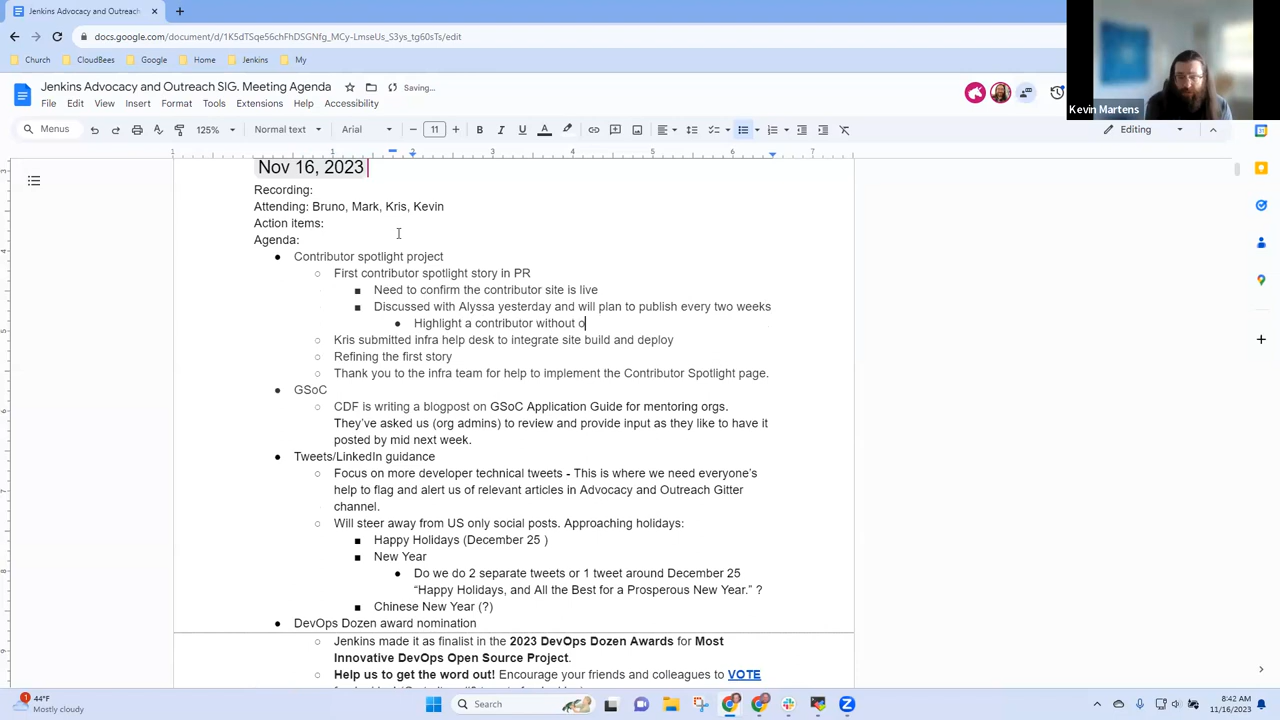 Jenkins Advocacy and Outreach
docs.google.com/document/d/1K5dTSqe56chFhDSGNfg_MCy-LmseUs_S3ys_tg60sTs/edit
Church CloudBees Google Home Jenkins My
Jenkins Advocacy and Outreach SIG. Meeting Agenda
Saving...
File Edit View Insert Format Tools Extensions Help Accessibility
Kevin Martens
Menus 125% Normal text Arial 11 Editing
1 1 2 3 4 5 6 7
Nov 16, 2023
Recording:
Attending: Bruno, Mark, Kris, Kevin
Action items:
Agenda:
● Contributor spotlight project
○ First contributor spotlight story in PR
■ Need to confirm the contributor site is live
■ Discussed with Alyssa yesterday and will plan to publish every two weeks
● Highlight a contributor without o
○ Kris submitted infra help desk to integrate site build and deploy
○ Refining the first story
○ Thank you to the infra team for help to implement the Contributor Spotlight page.
● GSoC
○ CDF is writing a blogpost on GSoC Application Guide for mentoring orgs.
They've asked us (org admins) to review and provide input as they like to have it
posted by mid next week.
● Tweets/LinkedIn guidance
○ Focus on more developer technical tweets - This is where we need everyone's
help to flag and alert us of relevant articles in Advocacy and Outreach Gitter
channel.
○ Will steer away from US only social posts. Approaching holidays:
■ Happy Holidays (December 25 )
■ New Year
● Do we do 2 separate tweets or 1 tweet around December 25
“Happy Holidays, and All the Best for a Prosperous New Year.” ?
■ Chinese New Year (?)
● DevOps Dozen award nomination
○ Jenkins made it as finalist in the 2023 DevOps Dozen Awards for Most
Innovative DevOps Open Source Project.
○ Help us to get the word out! Encourage your friends and colleagues to VOTE
44°F
Mostly cloudy
Search
8:42 AM
11/16/2023